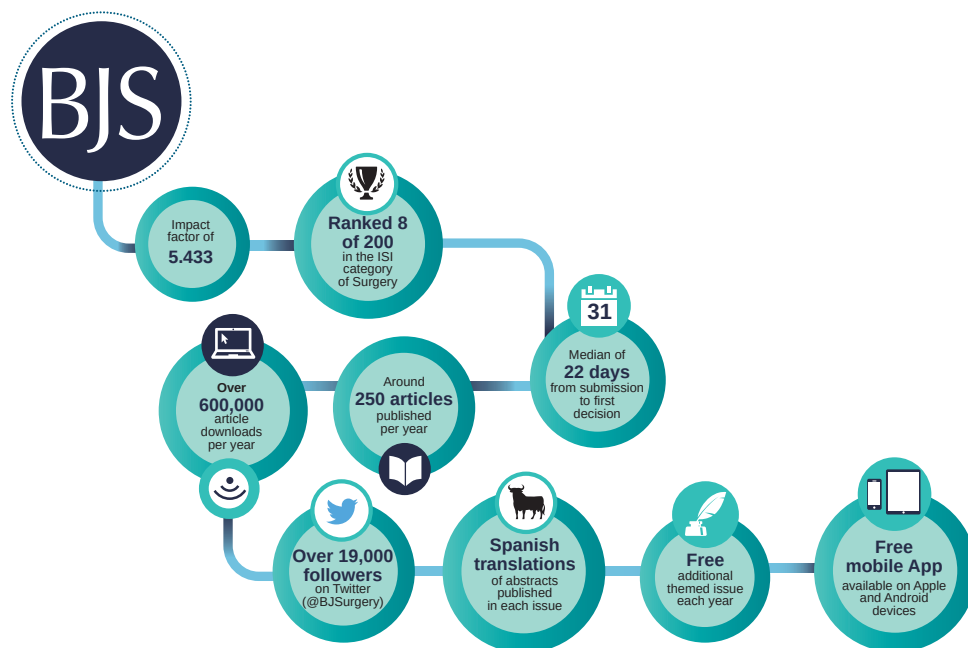 BJS
Impact
factor of
5.433
Ranked 8
of 200
in the ISI
category
of Surgery
31
Median of
22 days
from submission
to first
decision
Around
250 articles
published
per year
Over
600,000
article
downloads
per year
Over 19,000
followers
on Twitter
(@BJSurgery)
Spanish
translations
of abstracts
published
in each issue
Free
additional
themed issue
each year
Free
mobile App
available on Apple
and Android
devices